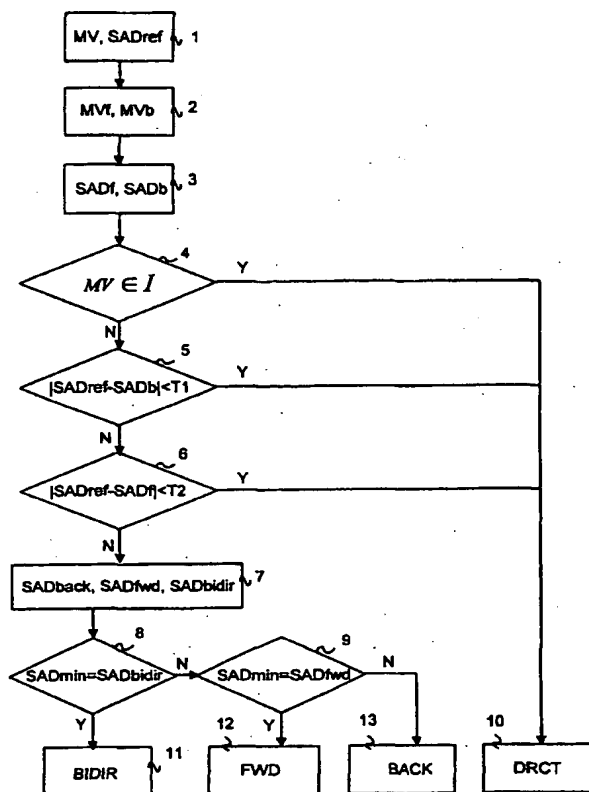 MV, SADref
1
MVf, MVb
2
SADf, SADb
3
4
MV ∈ I
Y
N
5
|SADref-SADb|<T1
Y
N
6
|SADref-SADf|<T2
Y
N
SADback, SADfwd, SADbidir
7
8
SADmin=SADbidir
N
9
SADmin=SADfwd
N
Y
Y
11
BIDIR
12
FWD
13
BACK
10
DRCT